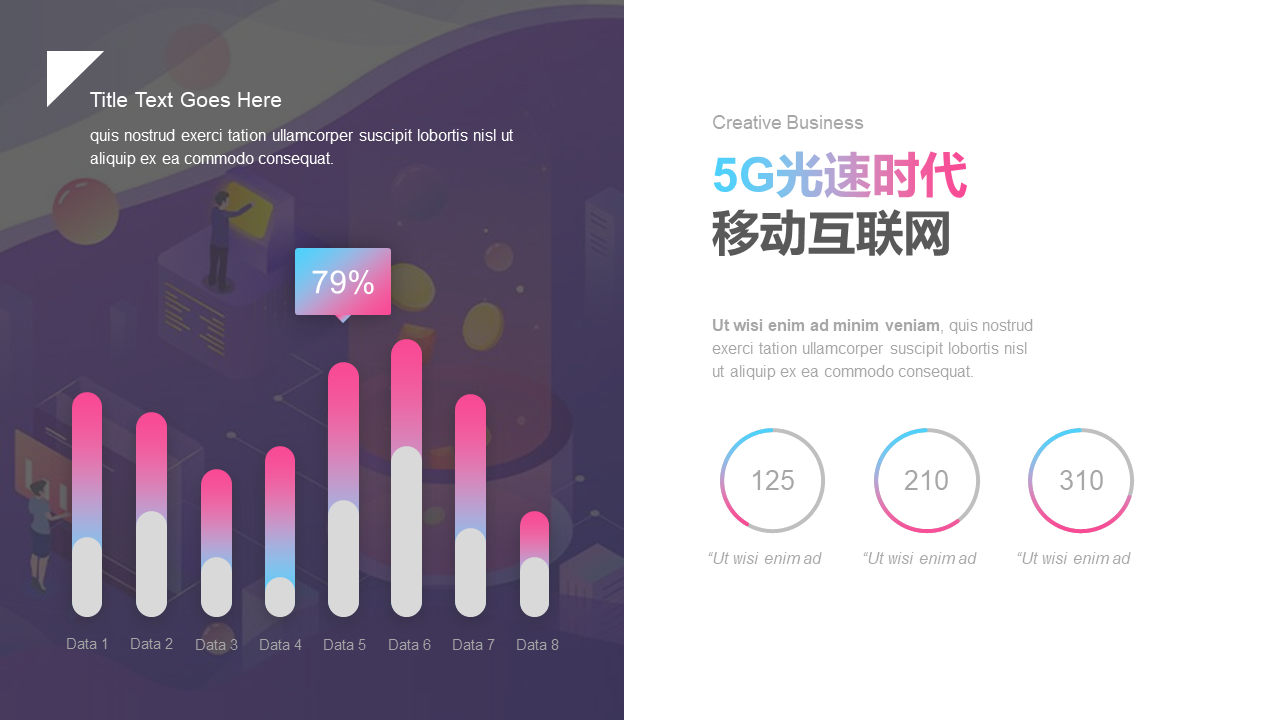 Title Text Goes Here
quis nostrud exerci tation ullamcorper suscipit lobortis nisl ut
aliquip ex ea commodo consequat.
79%
Data 1
Data 2
Data 3
Data 4
Data 5
Data 6
Data 7
Data 8
Creative Business
5G光速时代
移动互联网
Ut wisi enim ad minim veniam, quis nostrud
exerci tation ullamcorper suscipit lobortis nisl
ut aliquip ex ea commodo consequat.
125
210
310
“Ut wisi enim ad
“Ut wisi enim ad
“Ut wisi enim ad